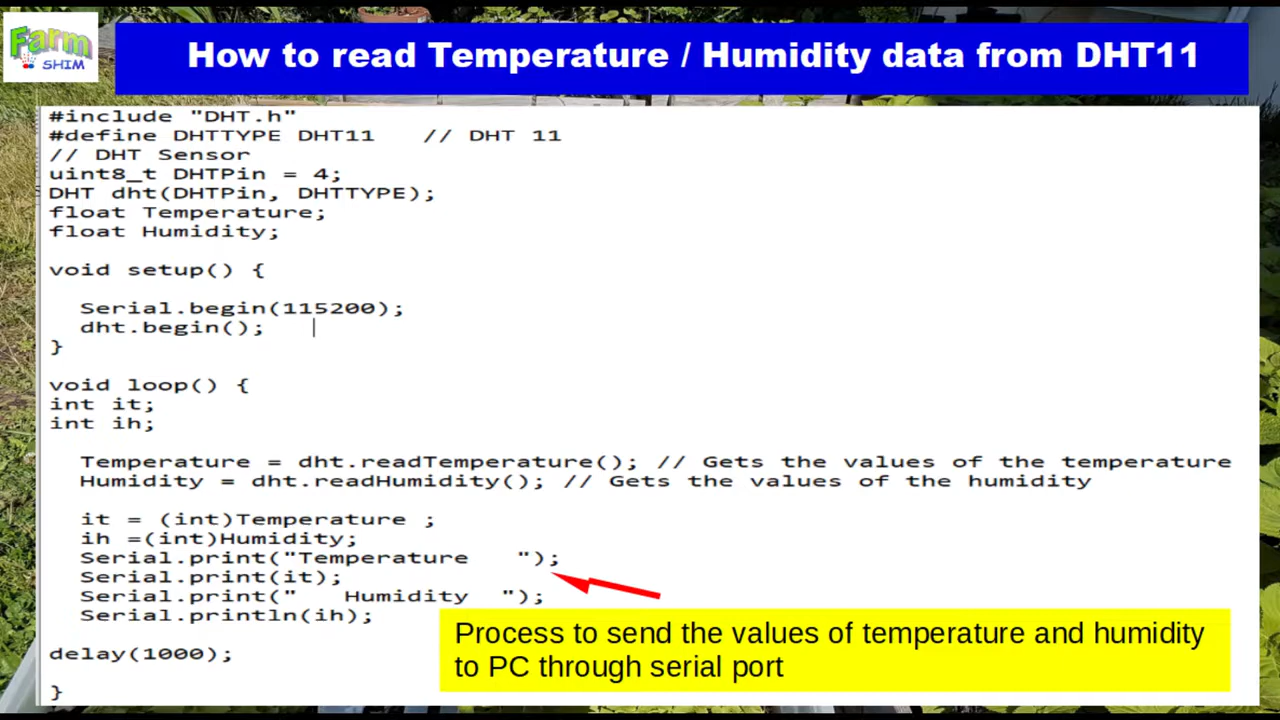 Farm
SHIM
How to read Temperature / Humidity data from DHT11
#include "DHT.h"
#define DHTTYPE DHT11   // DHT 11
// DHT Sensor
uint8_t DHTPin = 4;
DHT dht(DHTPin, DHTTYPE);
float Temperature;
float Humidity;
void setup() {
  Serial.begin(115200);
  dht.begin();
}
void loop() {
int it;
int ih;
  Temperature = dht.readTemperature(); // Gets the values of the temperature
  Humidity = dht.readHumidity(); // Gets the values of the humidity
  it = (int)Temperature ;
  ih =(int)Humidity;
  Serial.print("Temperature   ");
  Serial.print(it);
  Serial.print("   Humidity  ");
  Serial.println(ih);
delay(1000);
}
Process to send the values of temperature and humidity
to PC through serial port